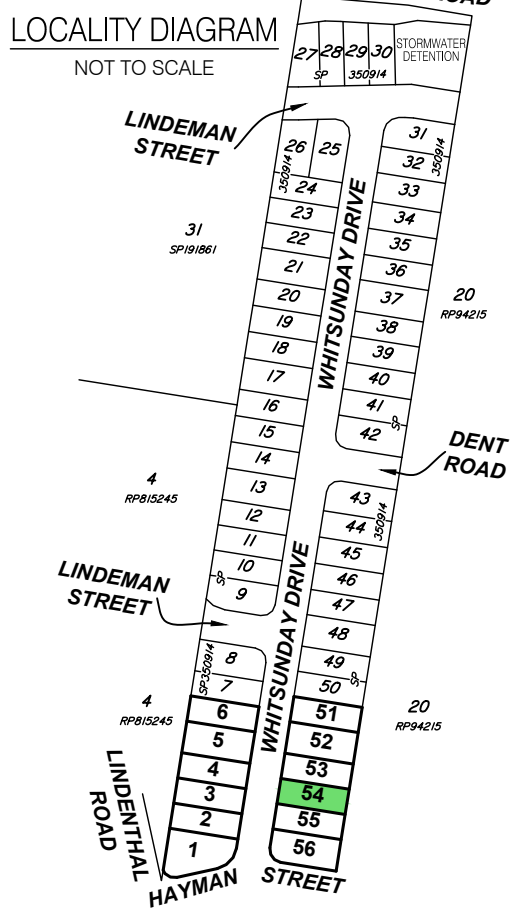 ROAD
LOCALITY DIAGRAM
NOT TO SCALE
27 28 29 30
SP 350914
STORMWATER
DETENTION
LINDEMAN
STREET
26 25
350914
24
23
22
21
20
19
18
17
16
15
14
13
12
11
10
SP
9
31
32
350914
33
34
35
36
37
38
39
40
41
SP
42
WHITSUNDAY DRIVE
31
SP191861
20
RP94215
DENT
ROAD
4
RP815245
43
44
350914
45
46
47
48
49
SP
50
LINDEMAN
STREET
WHITSUNDAY DRIVE
8
SP350914
7
4
RP815245
20
RP94215
6
5
4
3
2
1
51
52
53
54
55
56
LINDENTHAL
ROAD
HAYMAN STREET